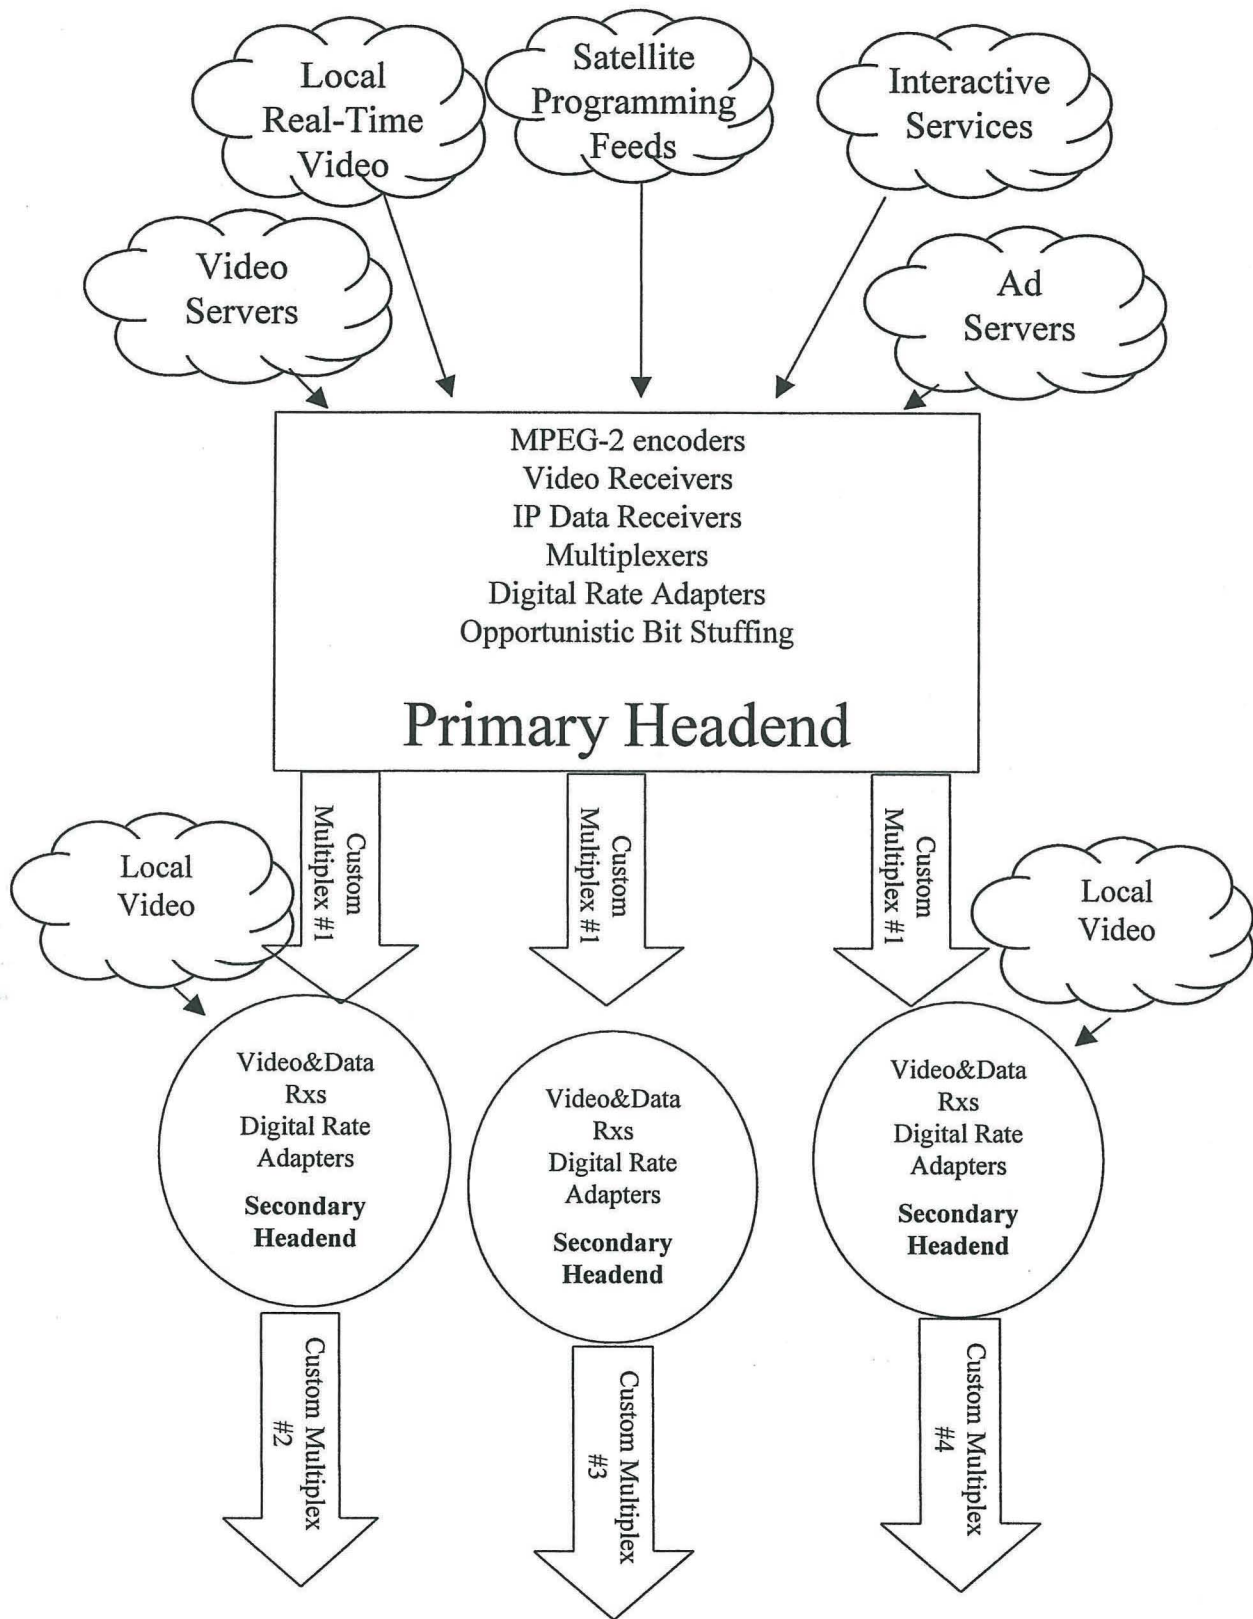 Local
Real-Time
Video
Satellite
Programming
Feeds
Interactive
Services
Video
Servers
Ad
Servers
MPEG-2 encoders
Video Receivers
IP Data Receivers
Multiplexers
Digital Rate Adapters
Opportunistic Bit Stuffing
Primary Headend
Custom
Multiplex #1
Custom
Multiplex #1
Custom
Multiplex #1
Local
Video
Local
Video
Video&Data
Rxs
Digital Rate
Adapters
Secondary
Headend
Video&Data
Rxs
Digital Rate
Adapters
Secondary
Headend
Video&Data
Rxs
Digital Rate
Adapters
Secondary
Headend
Custom Multiplex
#2
Custom Multiplex
#3
Custom Multiplex
#4